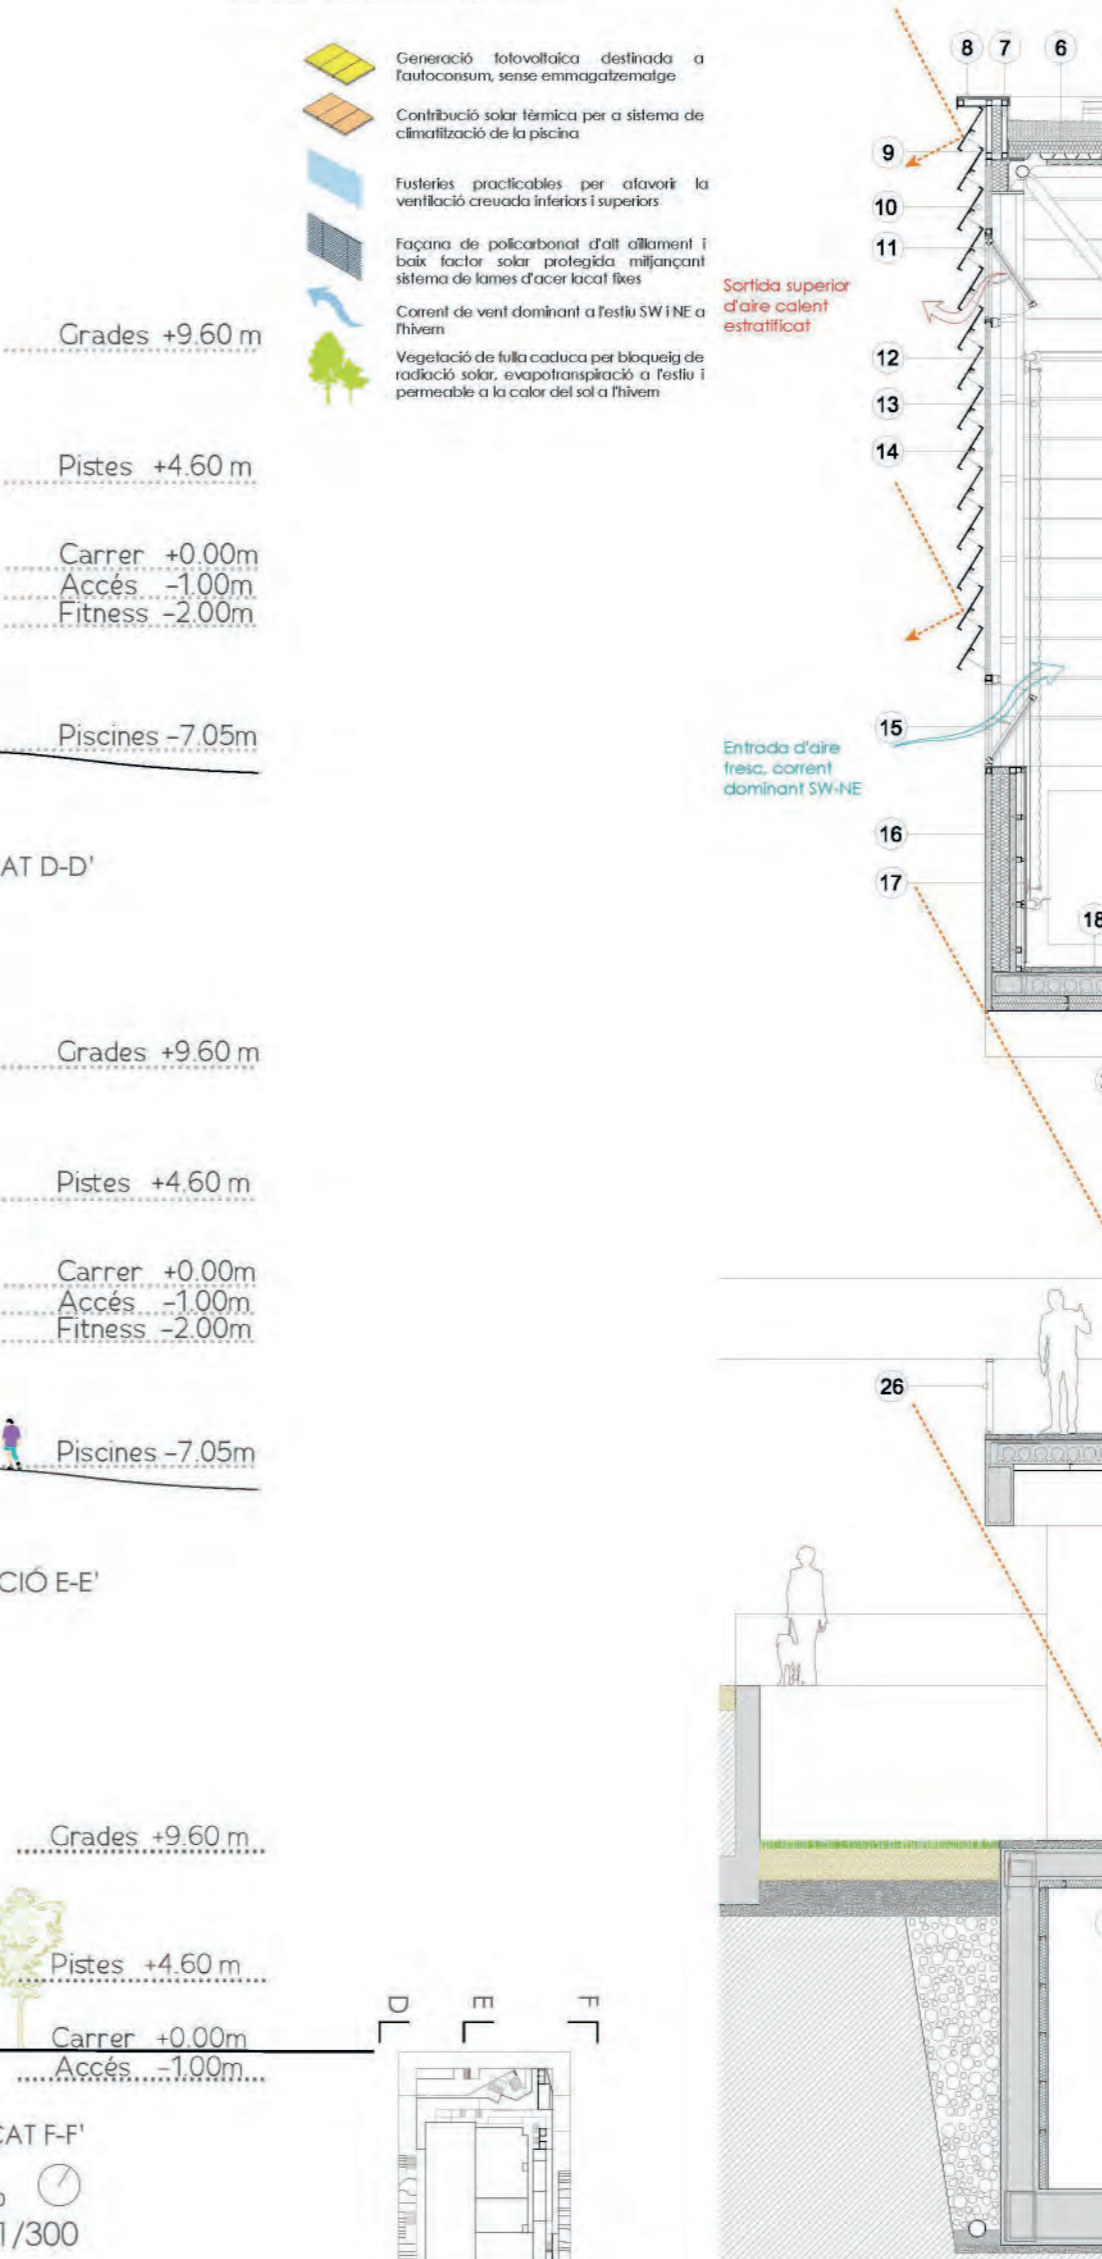 Generació fotovoltaica destinada a
l'autoconsum, sense emmagatzematge
Contribució solar tèrmica per a sistema de
climatització de la piscina
Fusteries practicables per afavorir la
ventilació creuada inferiors i superiors
Façana de policarbonat d'alt aïllament i
baix factor solar protegida mitjançant
sistema de lames d'acer lacat fixes
Corrent de vent dominant a l'estiu SW i NE a
l'hivern
Vegetació de fulla caduca per bloqueig de
radiació solar, evapotranspiració a l'estiu i
permeable a la calor del sol a l'hivern
Grades +9.60 m
Pistes +4.60 m
Carrer +0.00m
Accés -1.00m
Fitness -2.00m
Piscines -7.05m
AT D-D'
Grades +9.60 m
Pistes +4.60 m
Carrer +0.00m
Accés -1.00m
Fitness -2.00m
Piscines -7.05m
CIÓ E-E'
Grades +9.60 m
Pistes +4.60 m
Carrer +0.00m
Accés -1.00m
CAT F-F'
1/300
D E F
8 7 6
9
10
11
Sortida superior
d'aire calent
estratificat
12
13
14
15
Entrada d'aire
fresc, corrent
dominant SW-NE
16
17
18
26